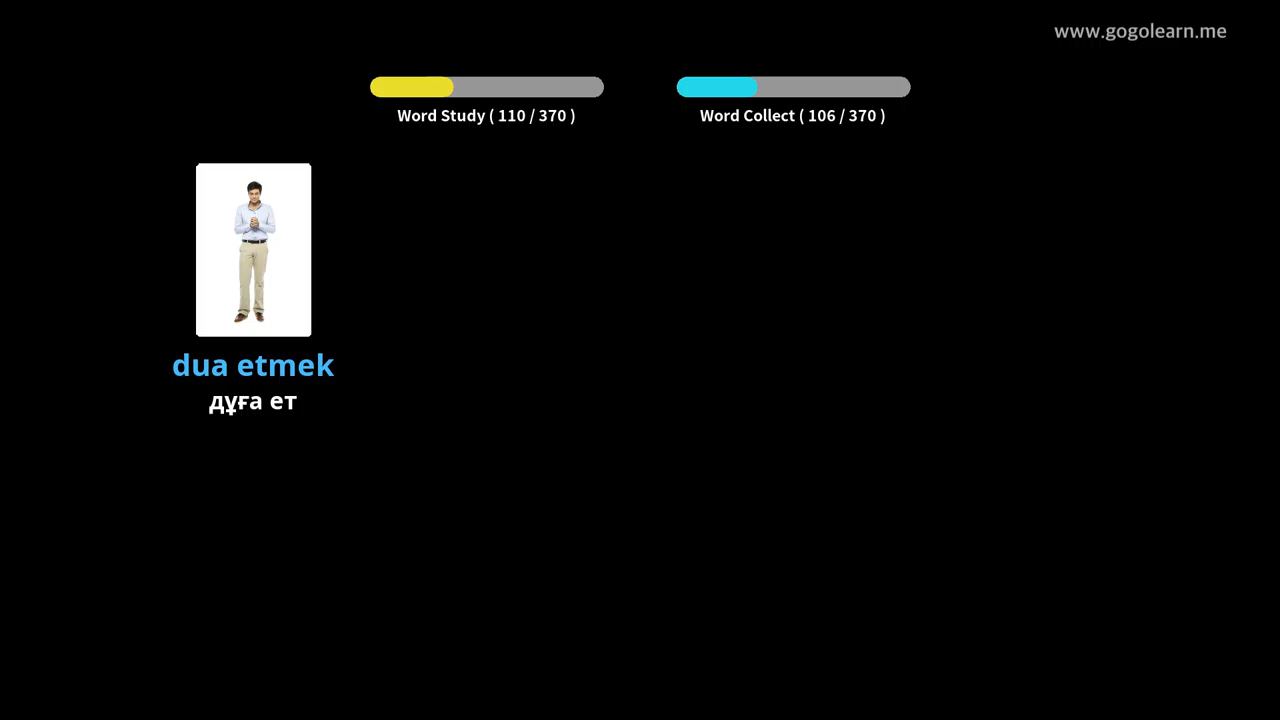 www.gogolearn.me
Word Study ( 110 / 370 )
Word Collect ( 106 / 370 )
dua etmek
дұға ет